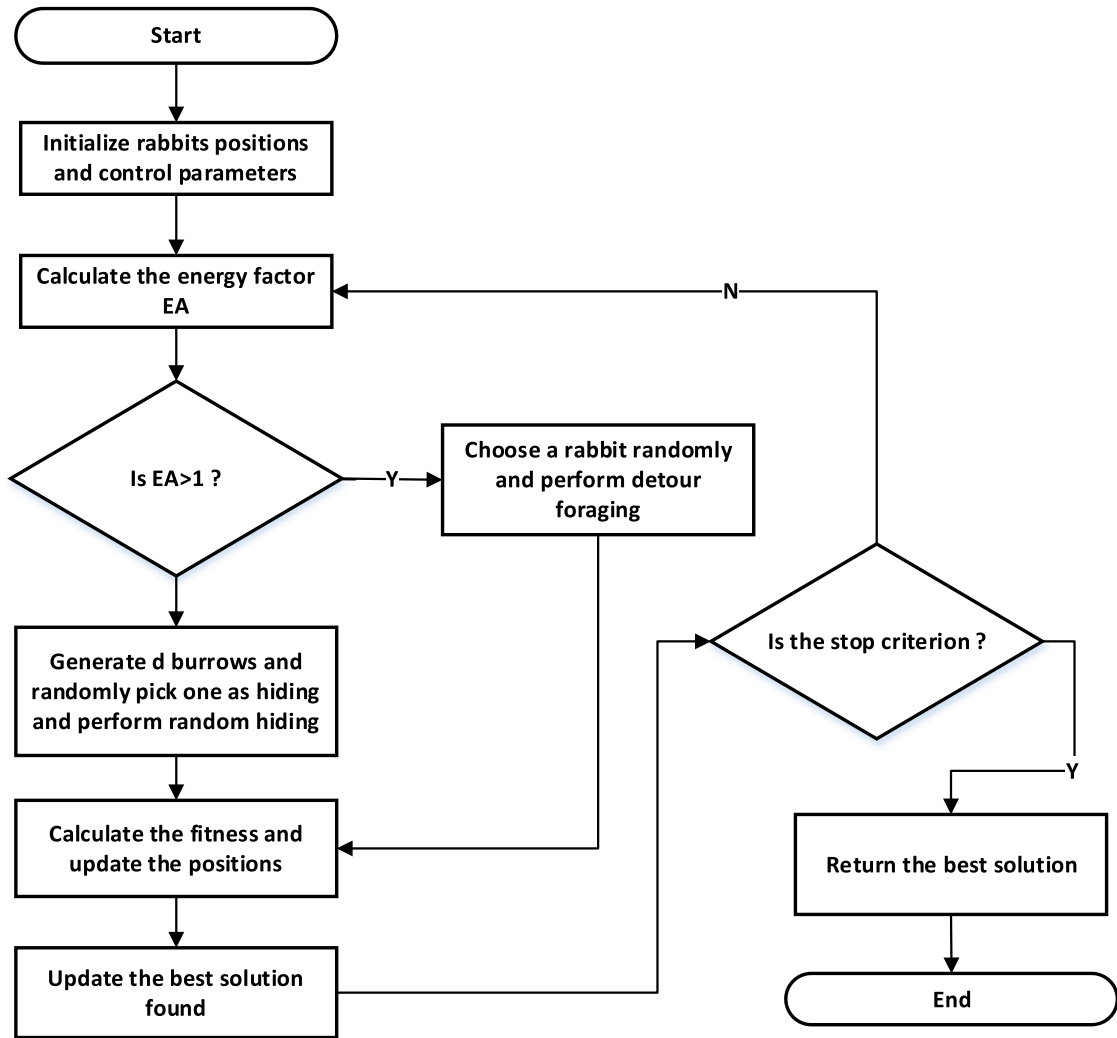 Start
Initialize rabbits positions
and control parameters
Calculate the energy factor
EA
N
Is EA>1 ?
Y
Choose a rabbit randomly
and perform detour
foraging
Generate d burrows and
randomly pick one as hiding
and perform random hiding
Is the stop criterion ?
Y
Calculate the fitness and
update the positions
Return the best solution
Update the best solution
found
End